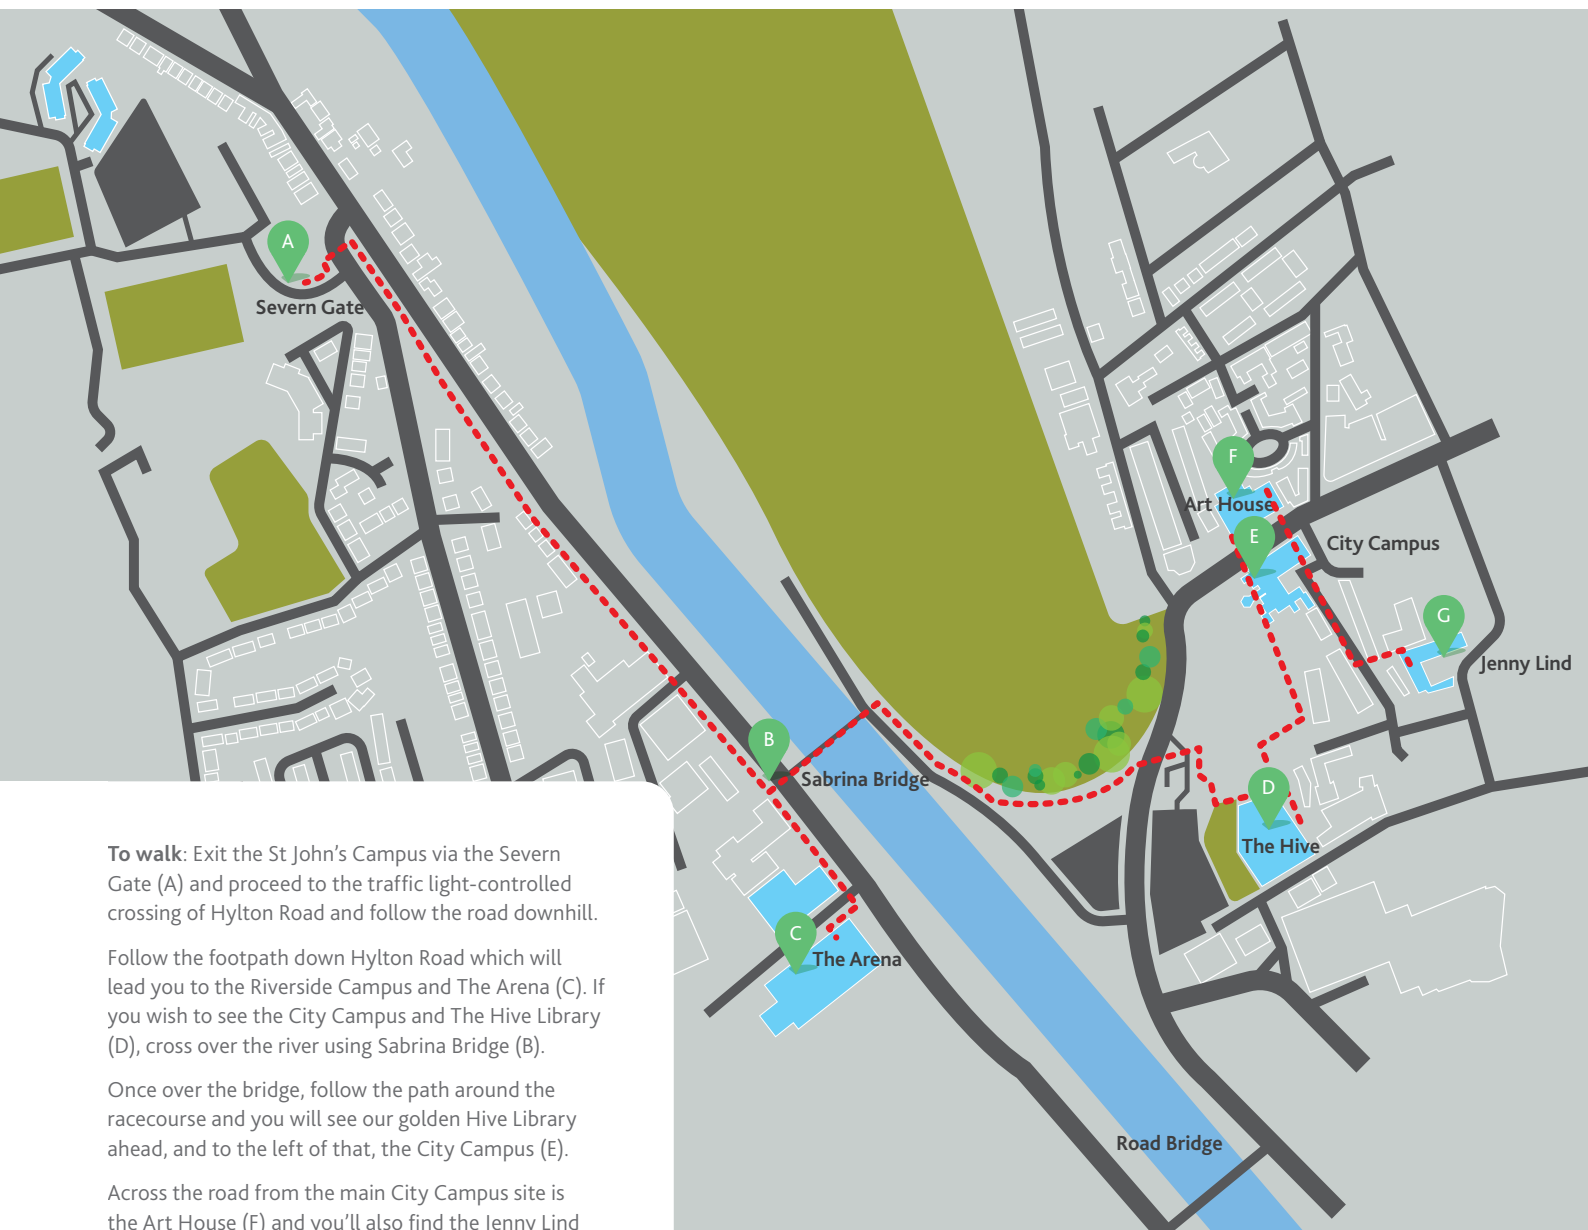 A
Severn Gate
F
Art House
E
City Campus
G
Jenny Lind
B
Sabrina Bridge
D
The Hive
C
The Arena
Road Bridge
To walk: Exit the St John's Campus via the Severn
Gate (A) and proceed to the traffic light-controlled
crossing of Hylton Road and follow the road downhill.
Follow the footpath down Hylton Road which will
lead you to the Riverside Campus and The Arena (C). If
you wish to see the City Campus and The Hive Library
(D), cross over the river using Sabrina Bridge (B).
Once over the bridge, follow the path around the
racecourse and you will see our golden Hive Library
ahead, and to the left of that, the City Campus (E).
Across the road from the main City Campus site is
the Art House (F) and you'll also find the Jenny Lind